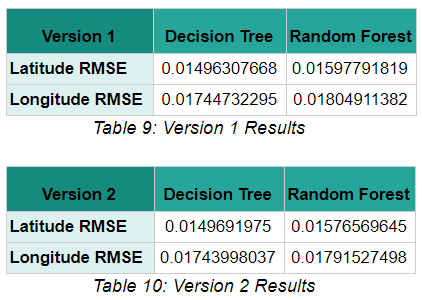 Version 1 Decision Tree Random Forest
Latitude RMSE 0.01496307668 0.01597791819
Longitude RMSE 0.01744732295 0.01804911382
Table 9: Version 1 Results
Version 2 Decision Tree Random Forest
Latitude RMSE 0.0149691975 0.01576569645
Longitude RMSE 0.01743998037 0.01791527498
Table 10: Version 2 Results